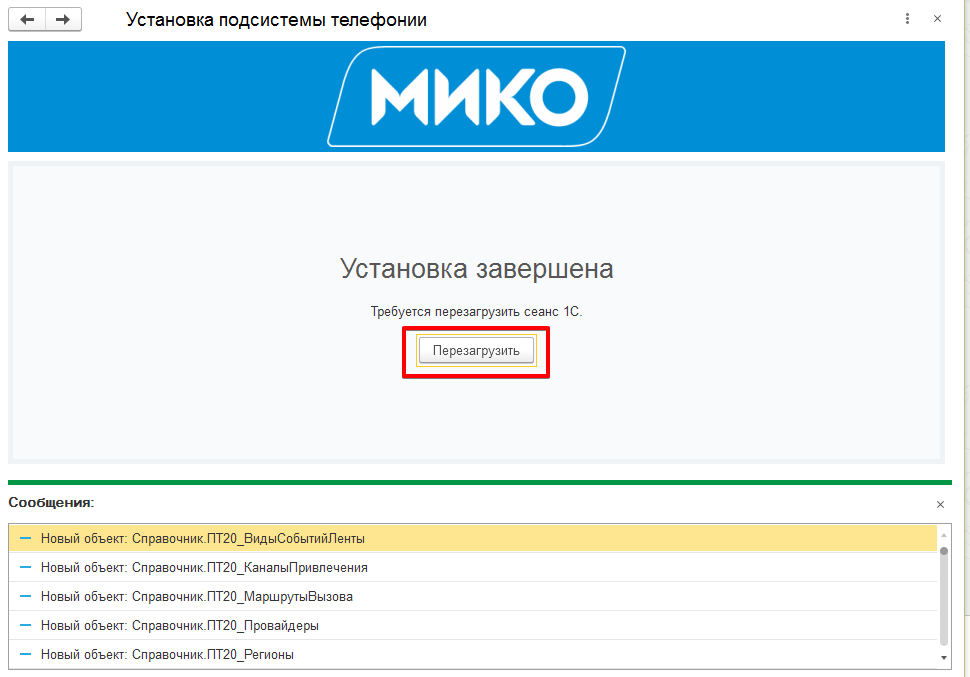 Установка подсистемы телефонии
МИКО
Установка завершена
Требуется перезагрузить сеанс 1С.
Перезагрузить
Сообщения:
Новый объект: Справочник.ПТ20_ВидыСобытийЛенты
Новый объект: Справочник.ПТ20_КаналыПривлечения
Новый объект: Справочник.ПТ20_МаршрутыВызова
Новый объект: Справочник.ПТ20_Провайдеры
Новый объект: Справочник.ПТ20_Регионы